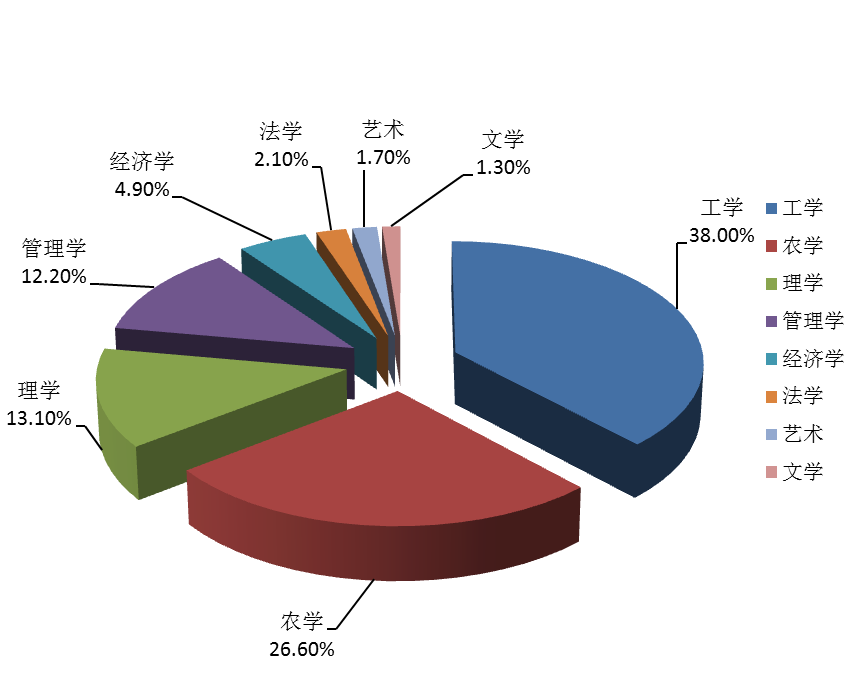 法学
2.10%
艺术
1.70%
文学
1.30%
经济学
4.90%
管理学
12.20%
理学
13.10%
农学
26.60%
工学
38.00%
工学
农学
理学
管理学
经济学
法学
艺术
文学